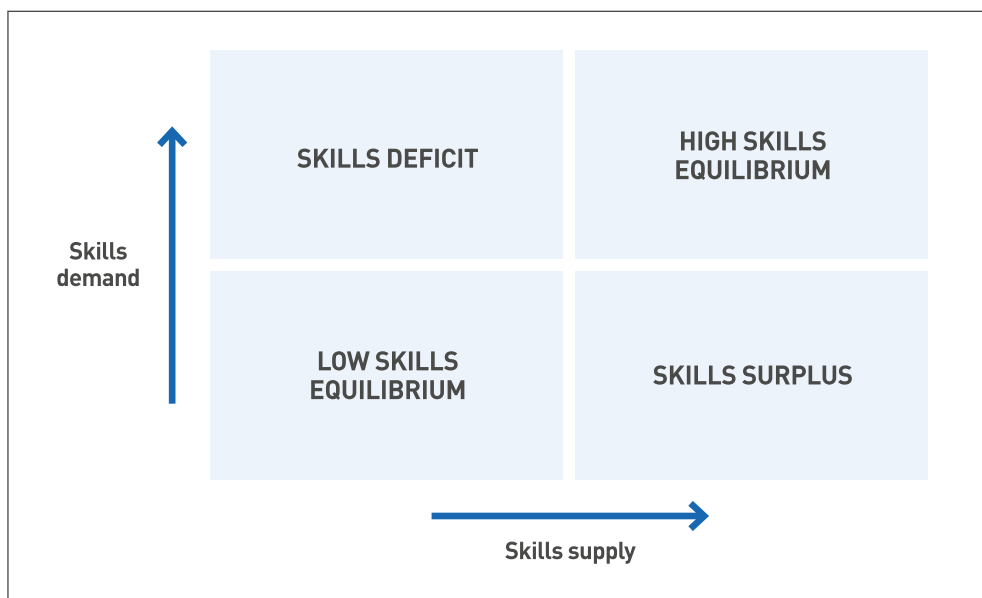 SKILLS DEFICIT
HIGH SKILLS
EQUILIBRIUM
Skills
demand
LOW SKILLS
EQUILIBRIUM
SKILLS SURPLUS
Skills supply